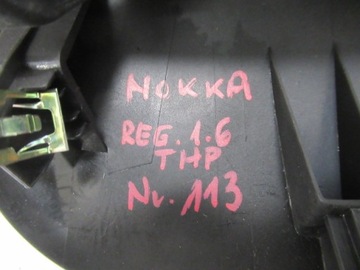 NOKKA
REG. 1.6
THP
Nr. 113